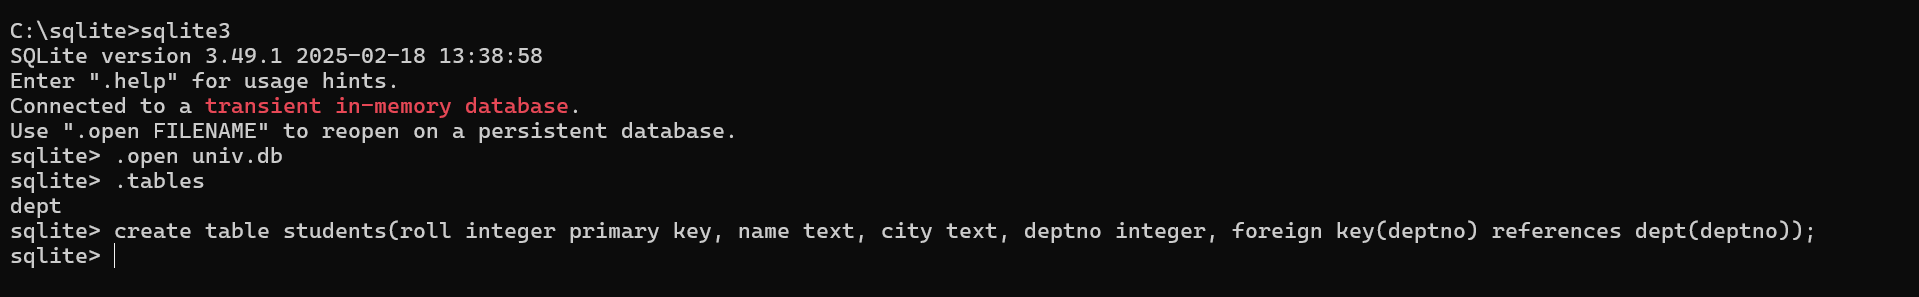 C:\sqlite>sqlite3
SQLite version 3.49.1 2025-02-18 13:38:58
Enter ".help" for usage hints.
Connected to a transient in-memory database.
Use ".open FILENAME" to reopen on a persistent database.
sqlite> .open univ.db
sqlite> .tables
dept
sqlite> create table students(roll integer primary key, name text, city text, deptno integer, foreign key(deptno) references dept(deptno));
sqlite>